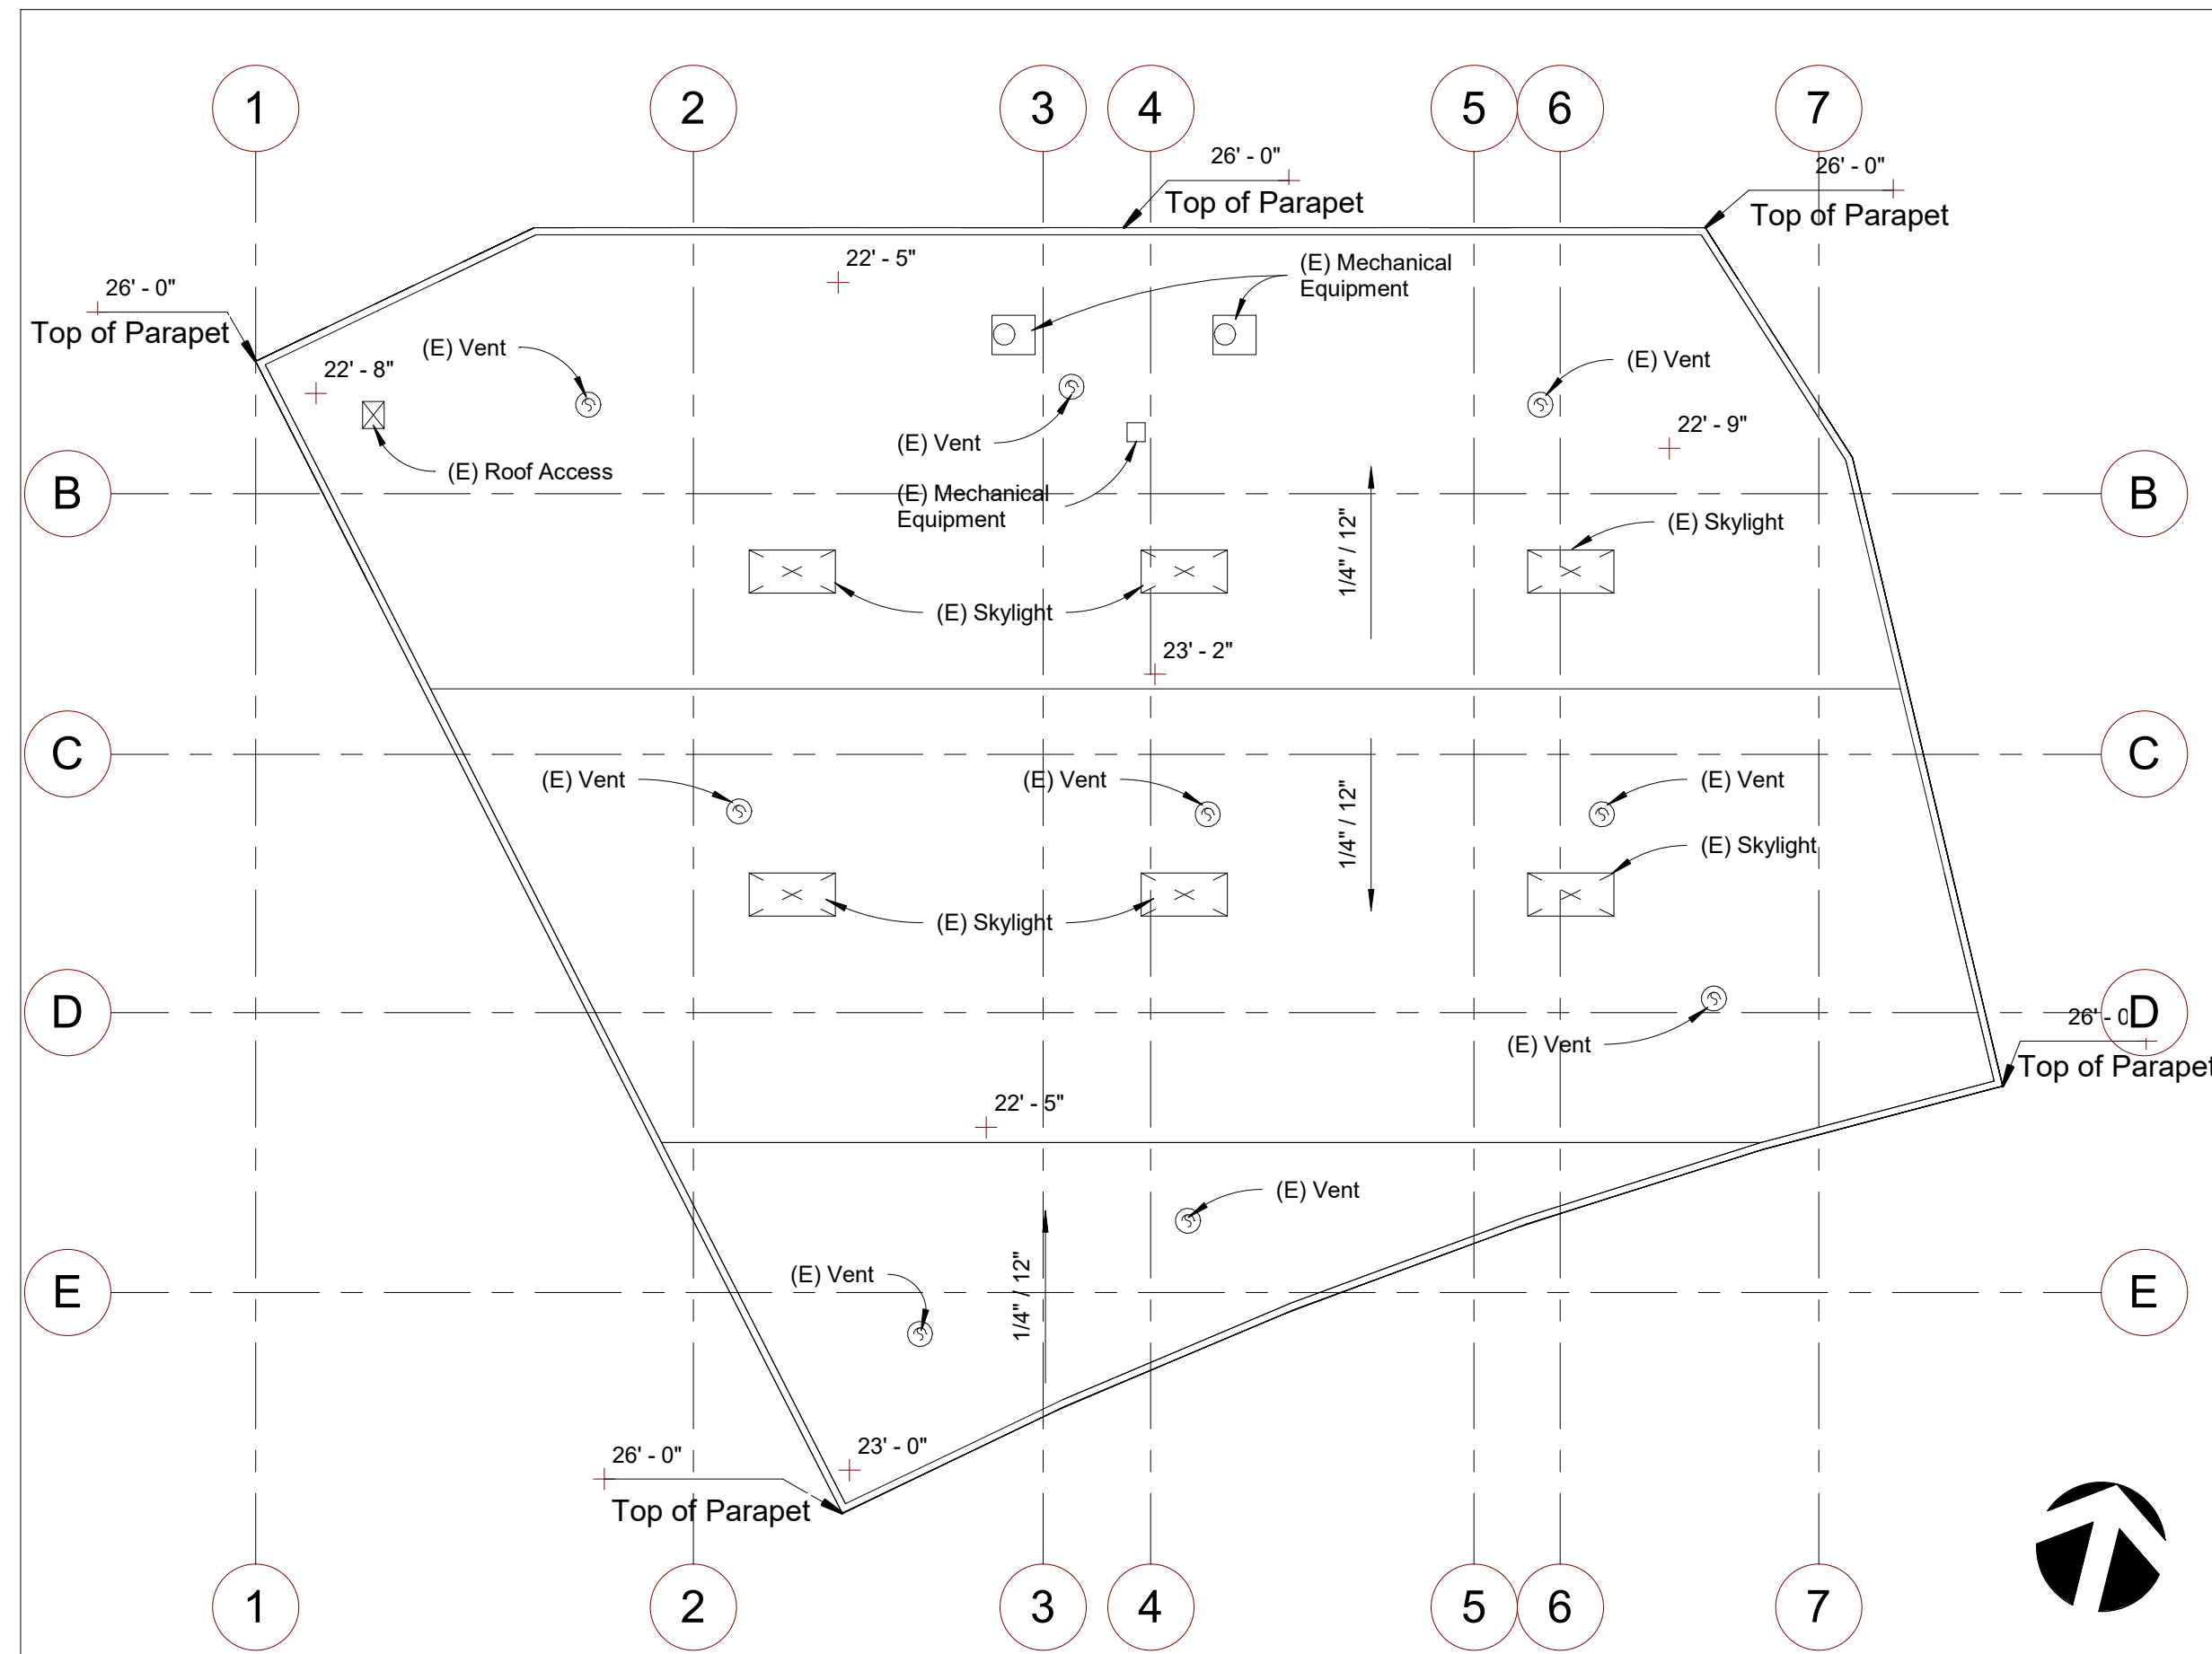 1
2
3
4
5
6
7
26' - 0"
Top of Parapet
26' - 0"
Top of Parapet
22' - 5"
(E) Mechanical
Equipment
26' - 0"
Top of Parapet
(E) Vent
22' - 8"
(E) Vent
22' - 9"
(E) Vent
(E) Roof Access
B
(E) Mechanical
Equipment
B
1/4" / 12"
(E) Skylight
(E) Skylight
23' - 2"
C
C
(E) Vent
(E) Vent
(E) Vent
1/4" / 12"
(E) Skylight
(E) Skylight
D
D
26' - 0
Top of Parapet
(E) Vent
22' - 5"
(E) Vent
E
(E) Vent
1/4" / 12"
E
23' - 0"
26' - 0"
Top of Parapet
1
2
3
4
5
6
7